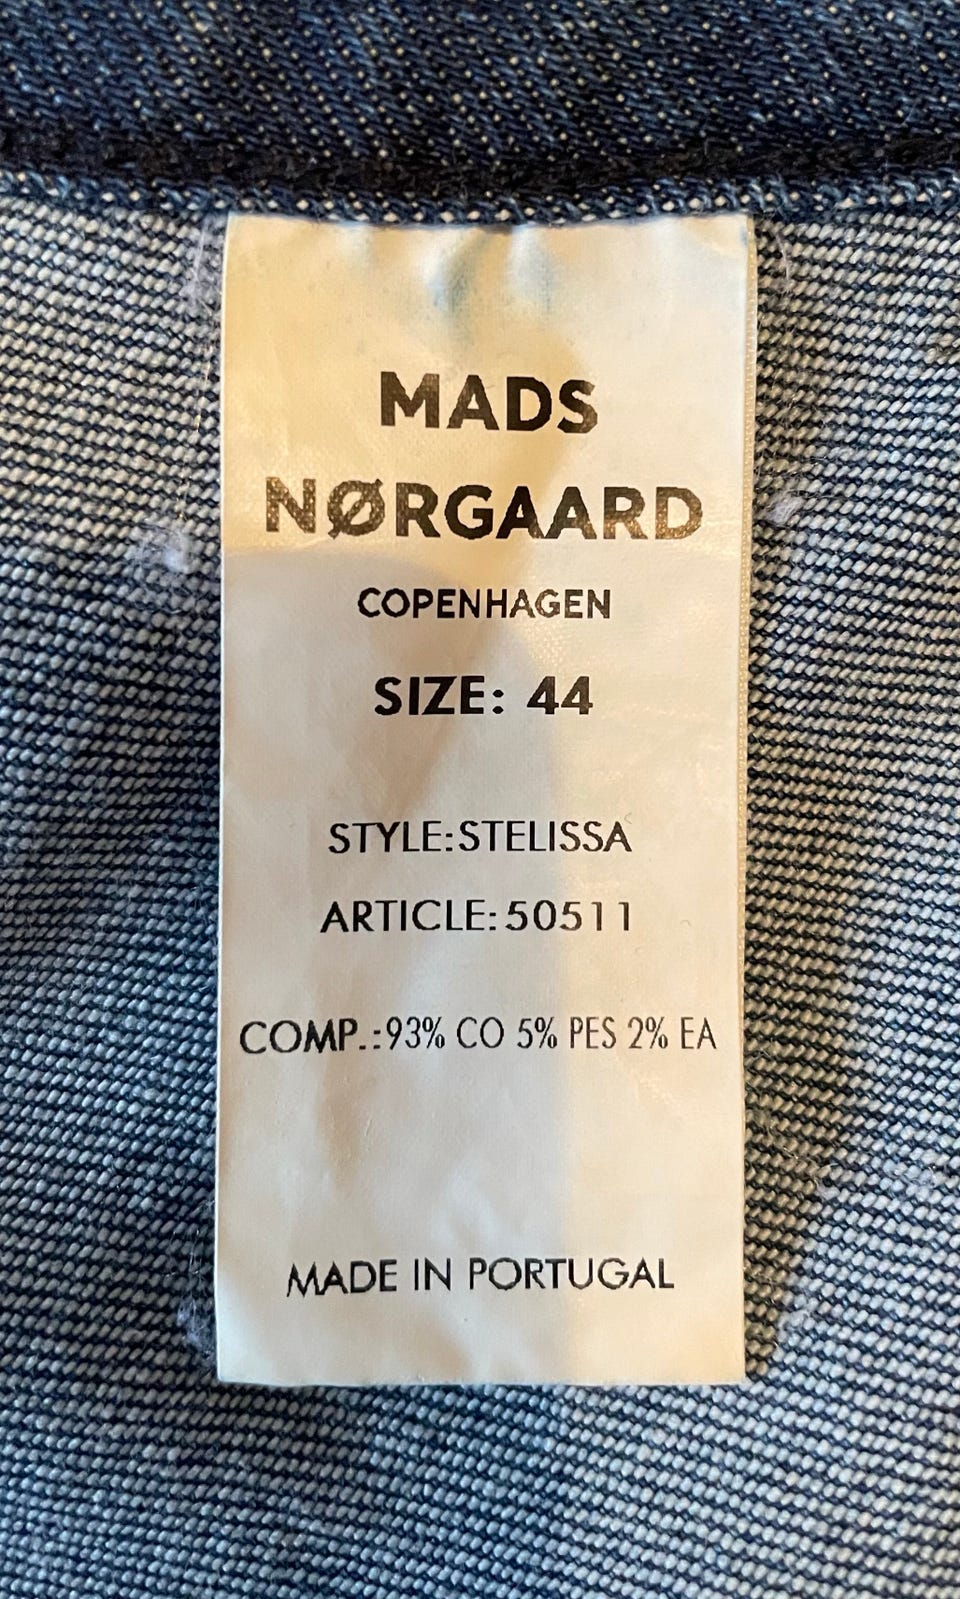 MADS
NØRGAARD
COPENHAGEN
SIZE: 44
STYLE:STELISSA
ARTICLE:50511
COMP.:93% CO 5% PES 2% EA
MADE IN PORTUGAL